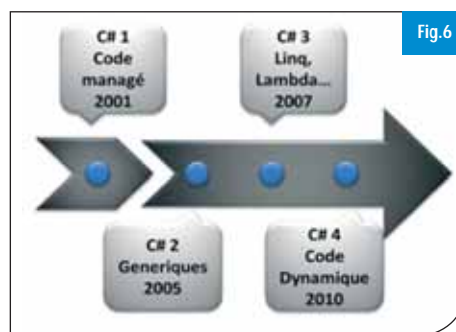 Fig.6
C# 1
Code
managé
2001
C# 3
Linq,
Lambda...
2007
C# 2
Generiques
2005
C# 4
Code
Dynamique
2010